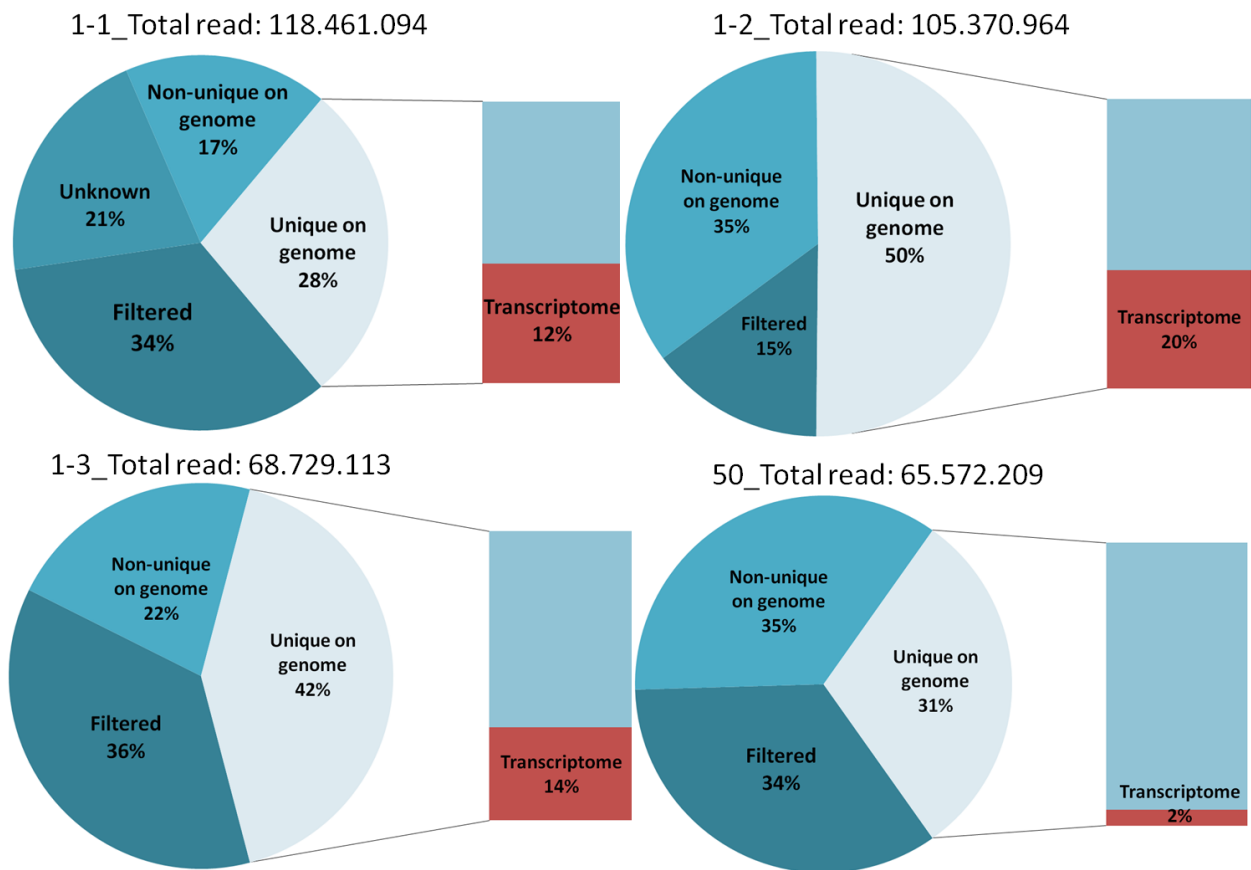 1-1_Total read: 118.461.094
Non-unique on
genome
17%
Unknown
21%
Unique on
genome
28%
Filtered
34%
Transcriptome
12%
1-2_Total read: 105.370.964
Non-unique
on genome
35%
Unique on
genome
50%
Filtered
15%
Transcriptome
20%
1-3_Total read: 68.729.113
Non-unique
on genome
22%
Unique on
genome
42%
Filtered
36%
Transcriptome
14%
50_Total read: 65.572.209
Non-unique
on genome
35%
Unique on
genome
31%
Filtered
34%
Transcriptome
2%